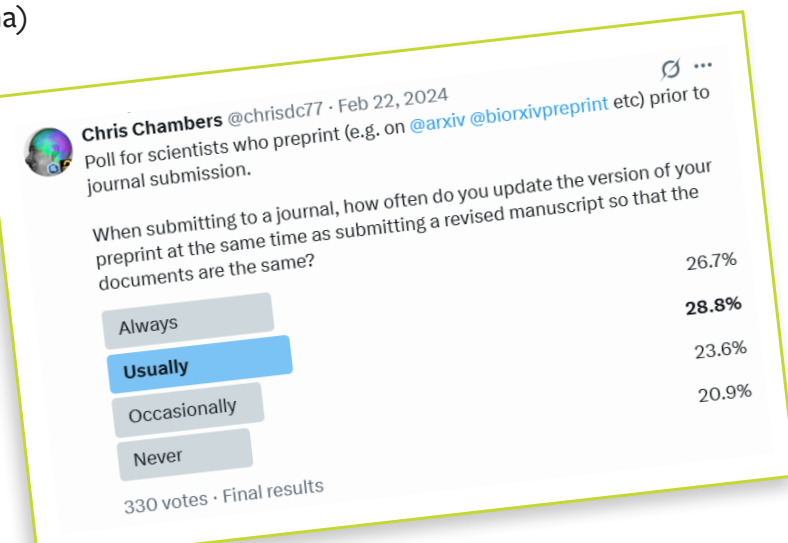 na)
Chris Chambers @chrisdc77 · Feb 22, 2024
Poll for scientists who preprint (e.g. on @arxiv @biorxivpreprint etc) prior to
journal submission.
When submitting to a journal, how often do you update the version of your
preprint at the same time as submitting a revised manuscript so that the
documents are the same?
Always 26.7%
Usually 28.8%
Occasionally 23.6%
Never 20.9%
330 votes · Final results